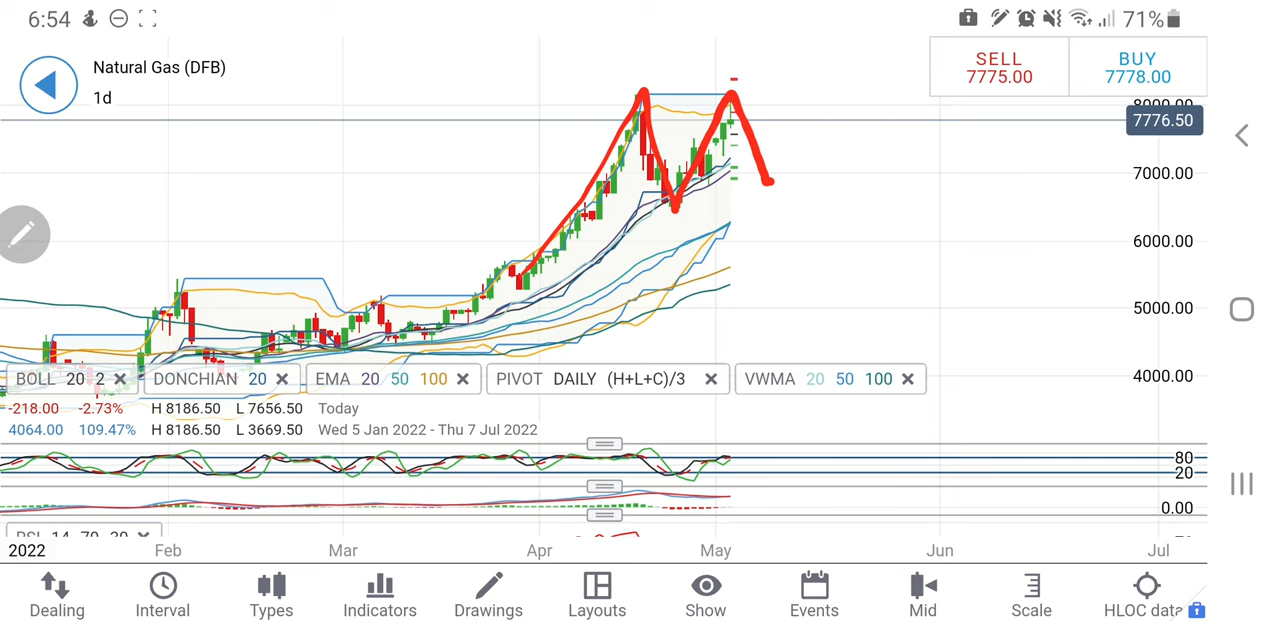 6:54 71%
Natural Gas (DFB)
1d
SELL BUY
7775.00 7778.00
8000.00
7776.50
7000.00
6000.00
5000.00
4000.00
BOLL 20 2 DONCHIAN 20 EMA 20 50 100 PIVOT DAILY (H+L+C)/3 VWMA 20 50 100
-218.00 -2.73% H 8186.50 L 7656.50 Today
4064.00 109.47% H 8186.50 L 3669.50 Wed 5 Jan 2022 - Thu 7 Jul 2022
80
20
0.00
RSI 14 70 30
2022 Feb Mar Apr May Jun Jul
Dealing Interval Types Indicators Drawings Layouts Show Events Mid Scale HLOC data